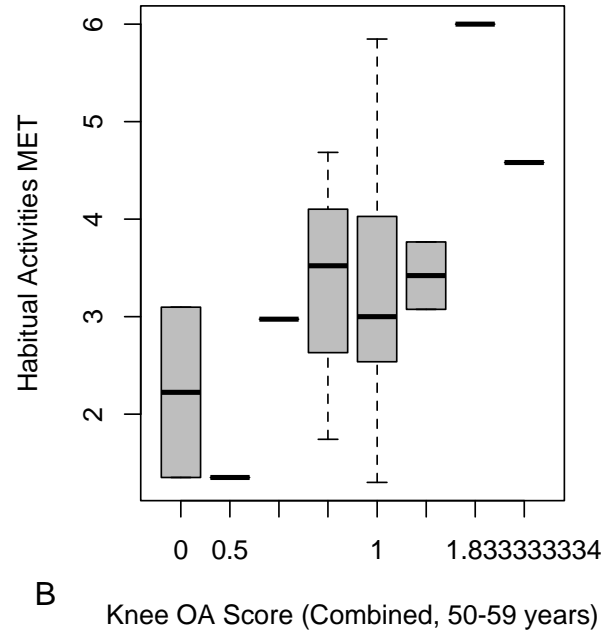 6
5
4
3
2
Habitual Activities MET
0 0.5 1 1.833333334
B
Knee OA Score (Combined, 50-59 years)